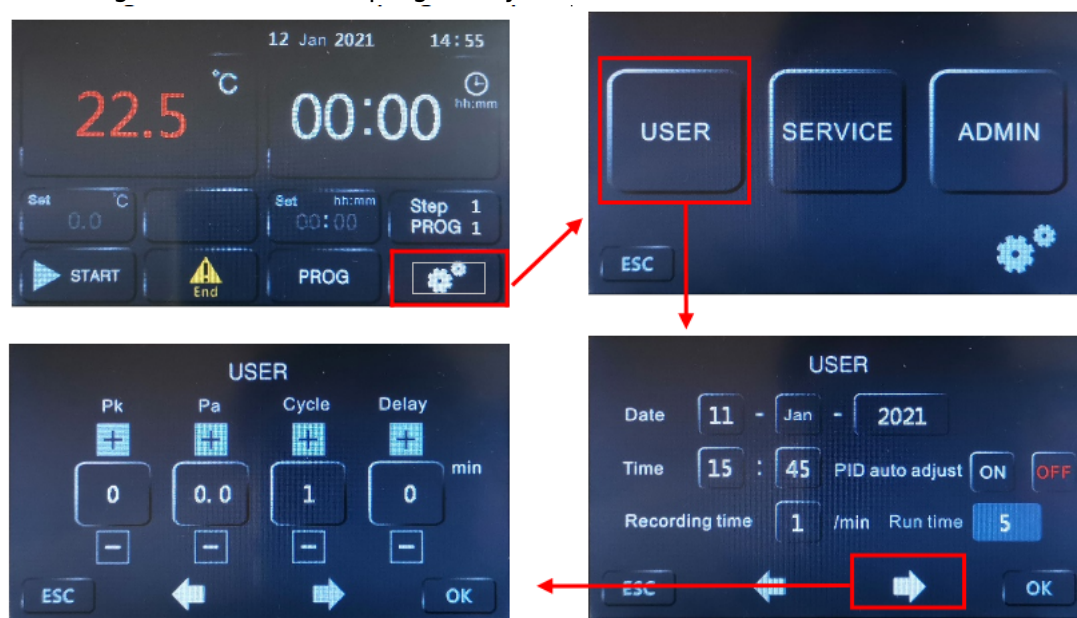 12 Jan 2021 14:55
22.5 °C 00:00 hh:mm
Set °C Set hh:mm Step 1
0.0 00:00 PROG 1
START End PROG
USER SERVICE ADMIN
ESC
USER
Pk Pa Cycle Delay
+ + + +
0 0.0 1 0 min
- - - -
ESC OK
USER
Date 11 - Jan - 2021
Time 15 : 45 PID auto adjust ON OFF
Recording time 1 /min Run time 5
ESC OK